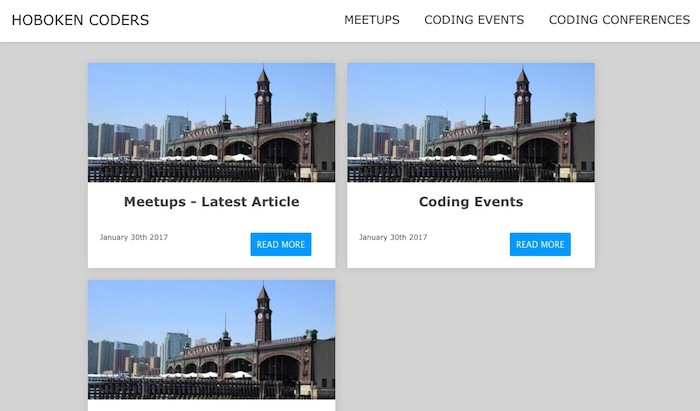 HOBOKEN CODERS MEETUPS CODING EVENTS CODING CONFERENCES
Meetups - Latest Article
January 30th 2017 READ MORE
Coding Events
January 30th 2017 READ MORE